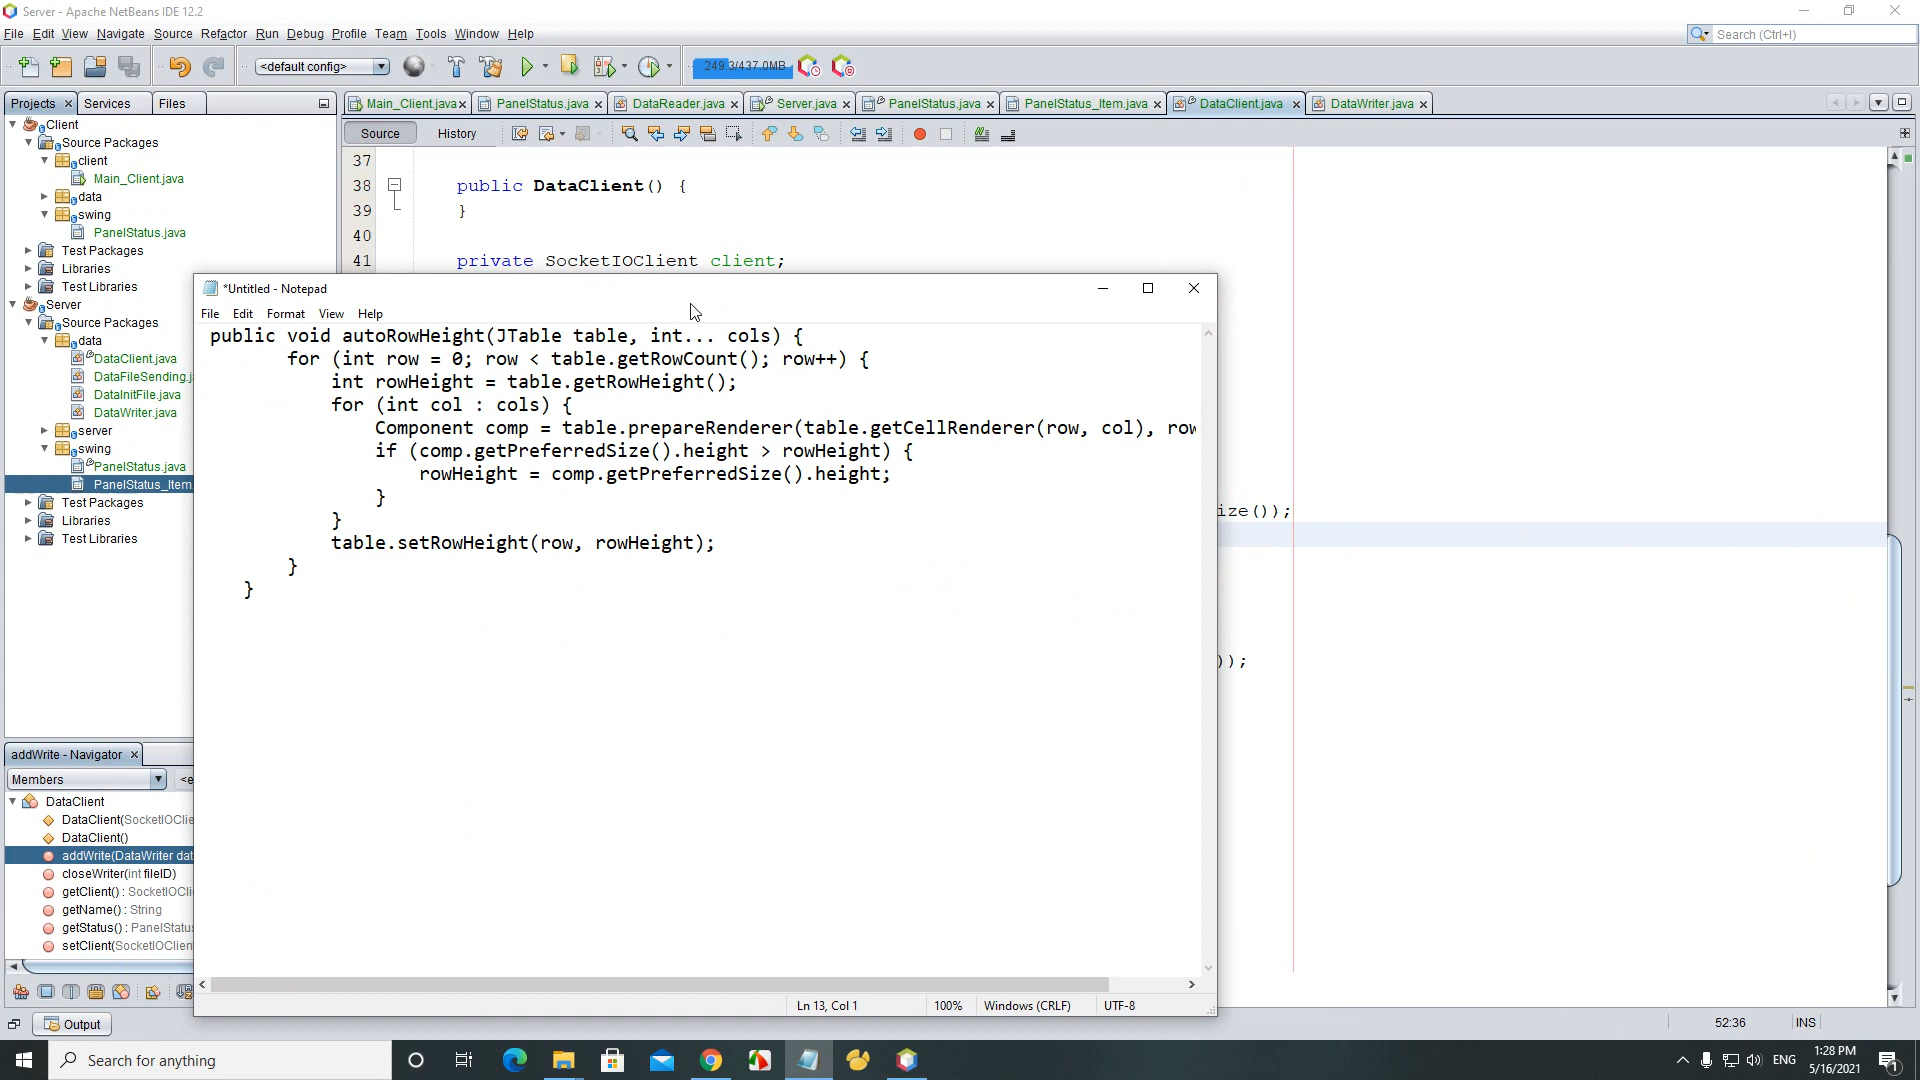 Server - Apache NetBeans IDE 12.2
File Edit View Navigate Source Refactor Run Debug Profile Team Tools Window Help
Search (Ctrl+I)
<default config>
249.3/437.0MB
Projects Services Files
Main_Client.java PanelStatus.java DataReader.java Server.java PanelStatus.java PanelStatus_Item.java DataClient.java DataWriter.java
Source History
Client
Source Packages
client
Main_Client.java
data
swing
PanelStatus.java
Test Packages
Libraries
Test Libraries
Server
Source Packages
data
DataClient.java
DataFileSending.j
DataInitFile.java
DataWriter.java
server
swing
PanelStatus.java
PanelStatus_Item.
Test Packages
Libraries
Test Libraries
37
38 public DataClient() {
39 }
40
41 private SocketIOClient client;
ize());
));
*Untitled - Notepad
File Edit Format View Help
public void autoRowHeight(JTable table, int... cols) {
for (int row = 0; row < table.getRowCount(); row++) {
int rowHeight = table.getRowHeight();
for (int col : cols) {
Component comp = table.prepareRenderer(table.getCellRenderer(row, col), row
if (comp.getPreferredSize().height > rowHeight) {
rowHeight = comp.getPreferredSize().height;
}
}
table.setRowHeight(row, rowHeight);
}
}
Ln 13, Col 1 100% Windows (CRLF) UTF-8
addWrite - Navigator
Members <e
DataClient
DataClient(SocketIOClie
DataClient()
addWrite(DataWriter dat
closeWriter(int fileID)
getClient() : SocketIOCli
getName() : String
getStatus() : PanelStatus
setClient(SocketIOClien
Output
52:36 INS
Search for anything
ENG
1:28 PM
5/16/2021
1